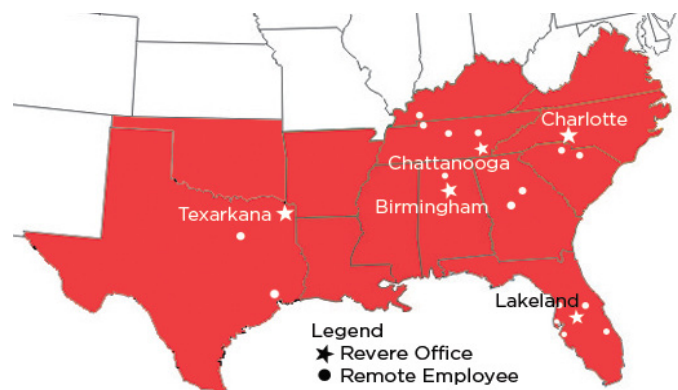 Charlotte
Chattanooga
Texarkana
Birmingham
Lakeland
Legend
Revere Office
Remote Employee